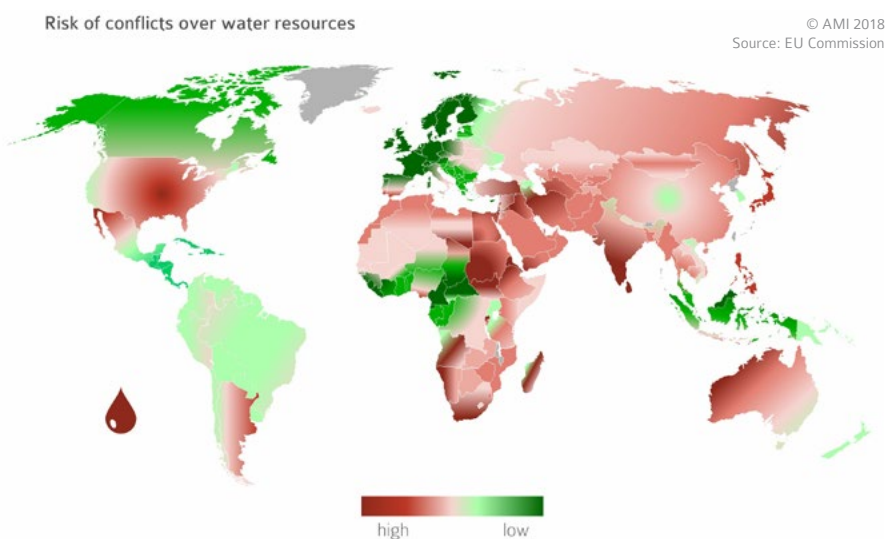 Risk of conflicts over water resources
© AMI 2018
Source: EU Commission
high low